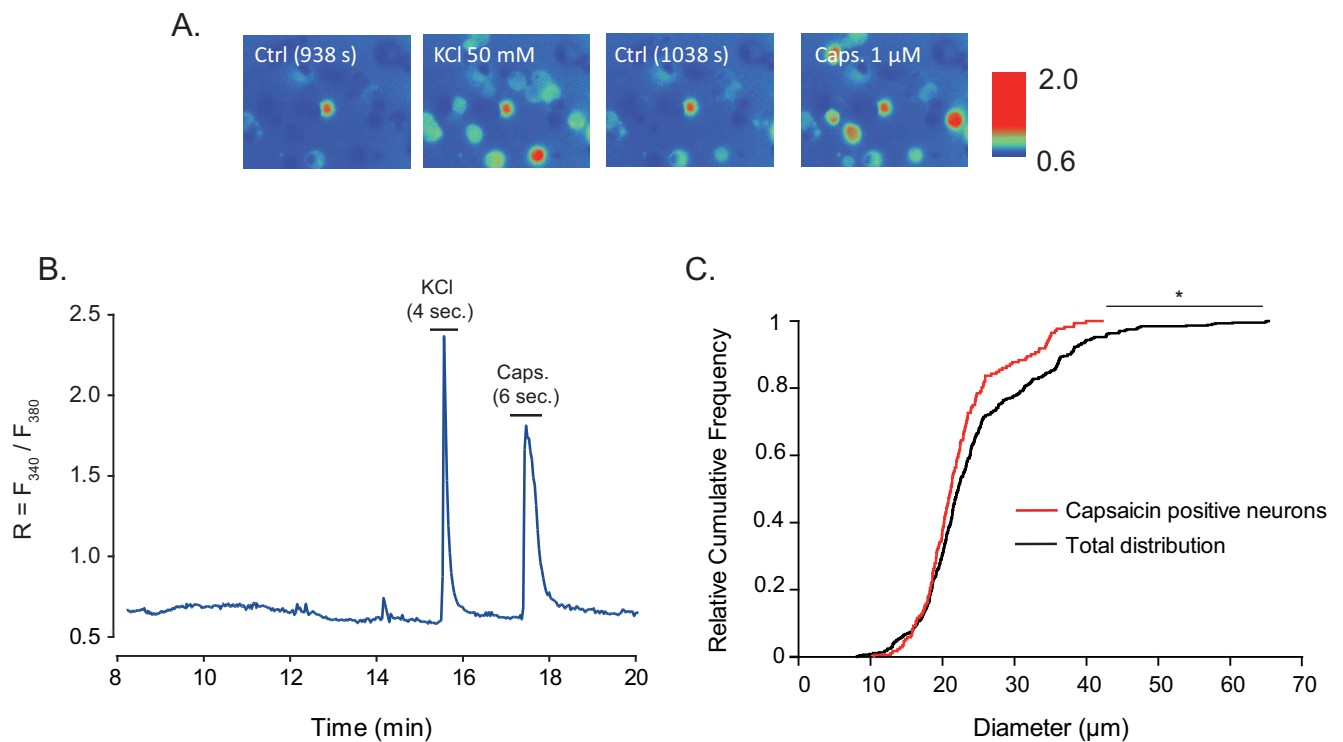 A.
Ctrl (938 s)
KCl 50 mM
Ctrl (1038 s)
Caps. 1 µM
2.0
0.6
B.
KCl
(4 sec.)
Caps.
(6 sec.)
2.5
2.0
1.5
1.0
0.5
R = F340 / F380
8
10
12
14
16
18
20
Time (min)
C.
*
1
0.8
0.6
0.4
0.2
0
Relative Cumulative Frequency
Capsaicin positive neurons
Total distribution
0
10
20
30
40
50
60
70
Diameter (µm)